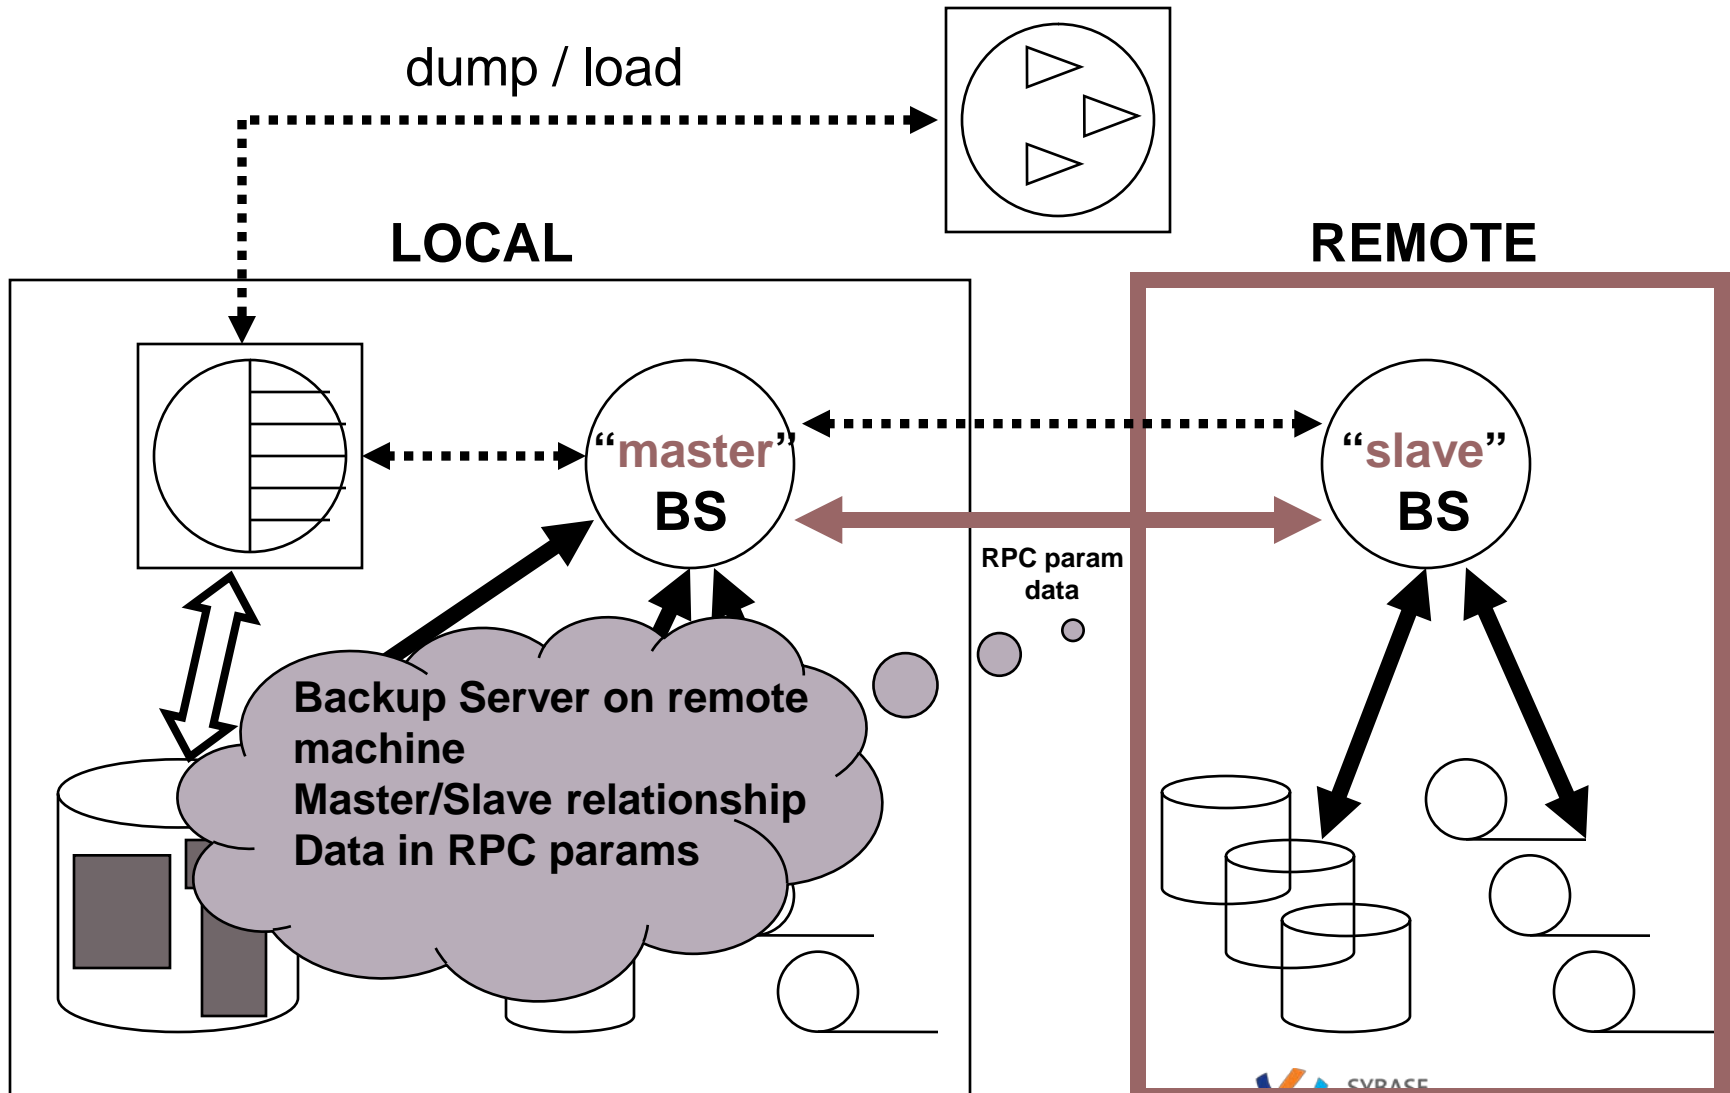 dump / load
LOCAL
REMOTE
“master”
BS
“slave”
BS
RPC param
data
Backup Server on remote
machine
Master/Slave relationship
Data in RPC params
SYBASE